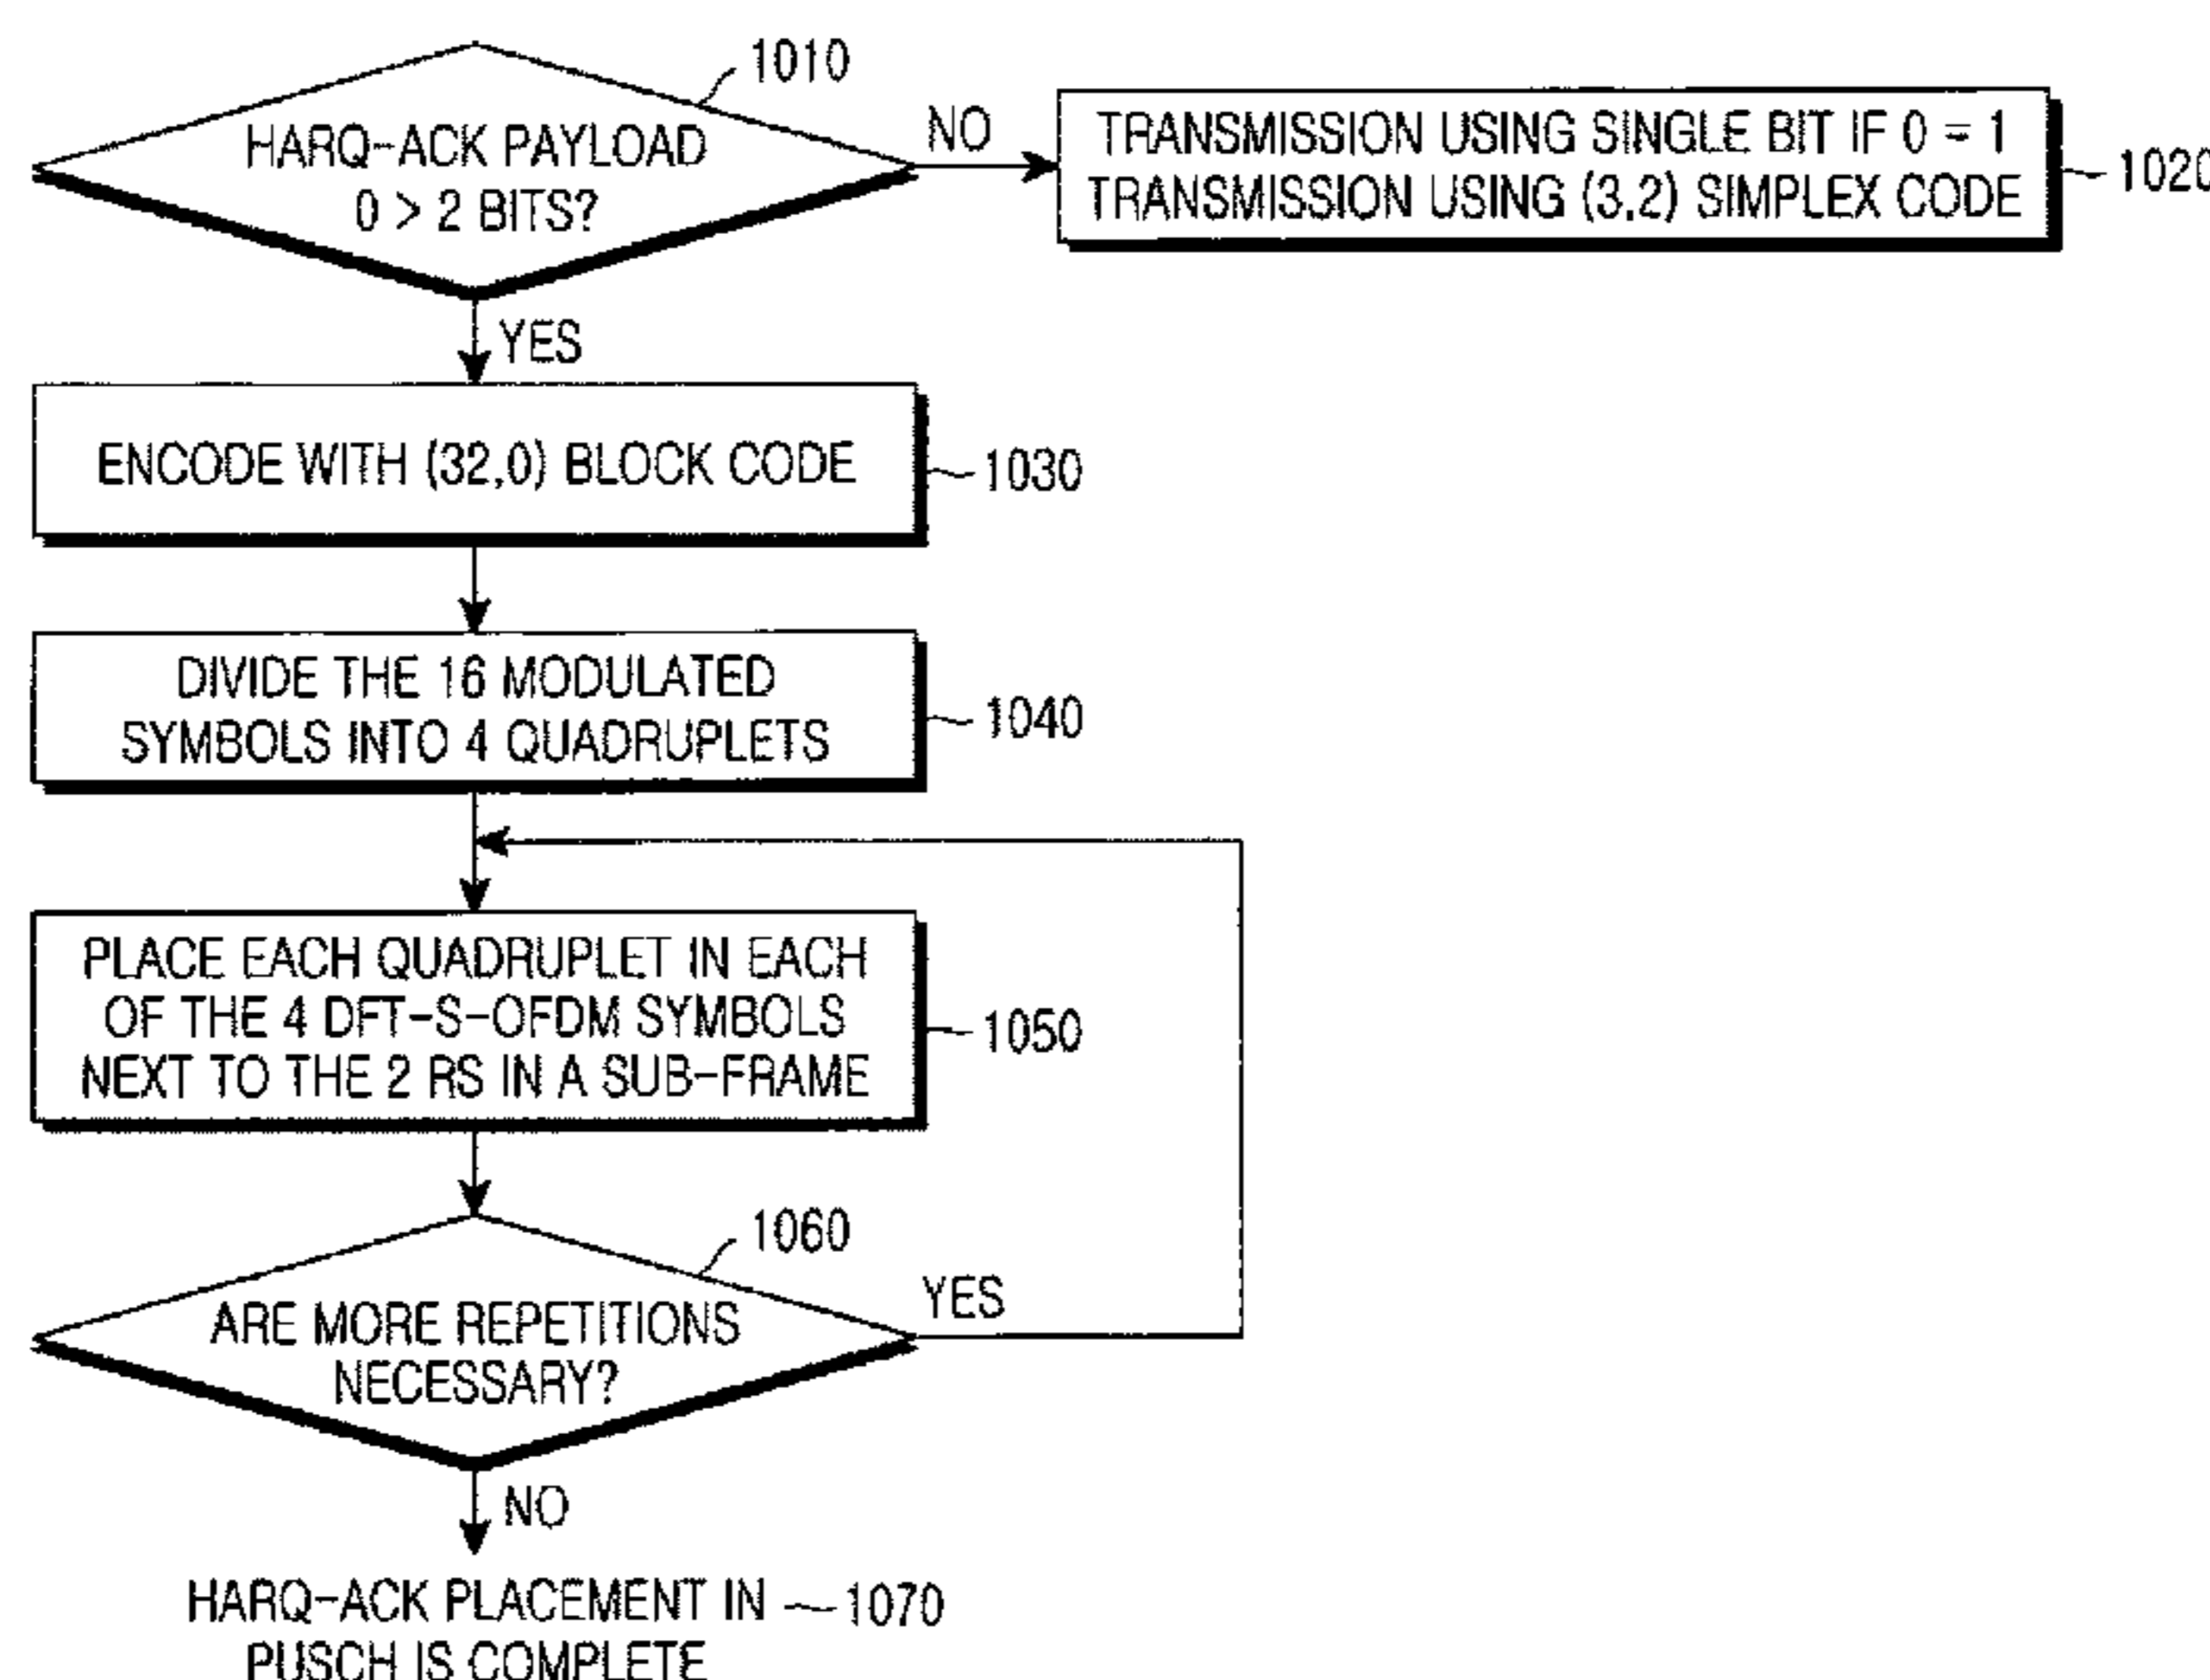 1010
HARQ-ACK PAYLOAD
0 > 2 BITS?
NO
TRANSMISSION USING SINGLE BIT IF 0 = 1
TRANSMISSION USING (3,2) SIMPLEX CODE
1020
YES
ENCODE WITH (32,0) BLOCK CODE
1030
DIVIDE THE 16 MODULATED
SYMBOLS INTO 4 QUADRUPLETS
1040
PLACE EACH QUADRUPLET IN EACH
OF THE 4 DFT-S-OFDM SYMBOLS
NEXT TO THE 2 RS IN A SUB-FRAME
1050
1060
ARE MORE REPETITIONS
NECESSARY?
YES
NO
HARQ-ACK PLACEMENT IN
PUSCH IS COMPLETE
1070